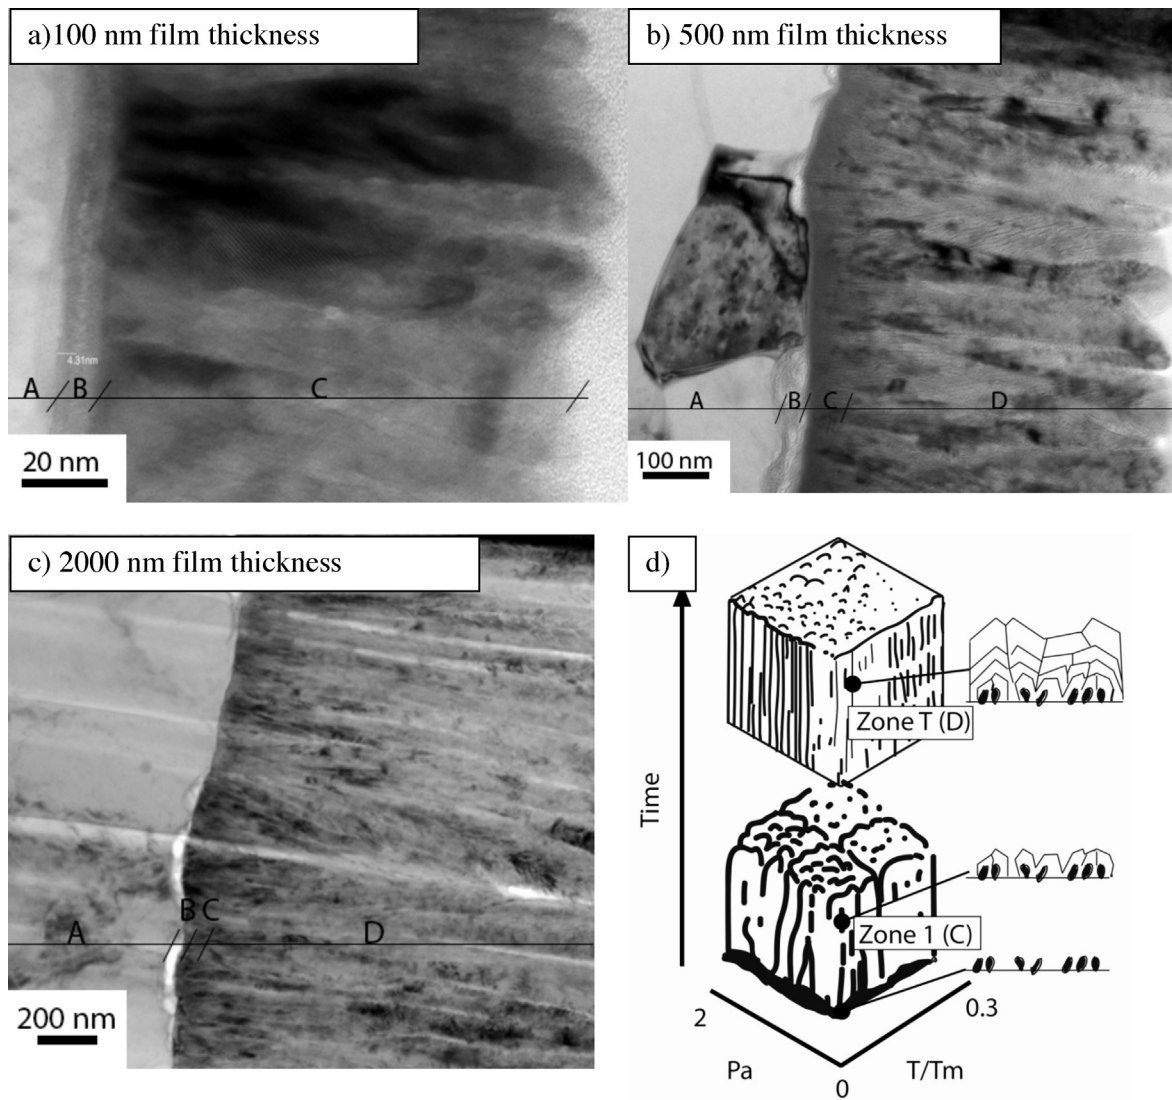 a)100 nm film thickness
4.31nm
A B C
20 nm
b) 500 nm film thickness
A B C D
100 nm
c) 2000 nm film thickness
A B C D
200 nm
d)
Time
Zone T (D)
Zone 1 (C)
2
0.3
Pa
T/Tm
0